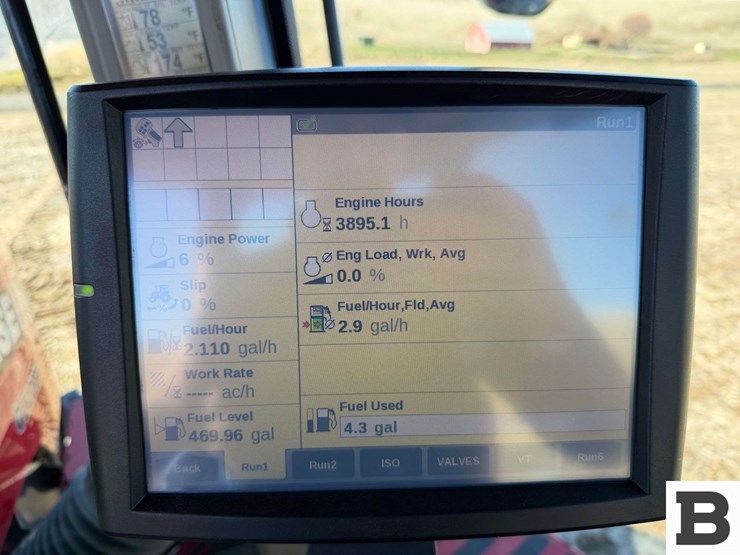 78 °F
53 °F
174
Run1
Engine Hours
3895.1 h
Engine Power
6 %
Eng Load, Wrk, Avg
0.0 %
Slip
0 %
Fuel/Hour,Fld,Avg
2.9 gal/h
Fuel/Hour
2.110 gal/h
Work Rate
----- ac/h
Fuel Level
469.96 gal
Fuel Used
4.3 gal
Back
Run1
Run2
ISO
VALVES
VT
Run6
B